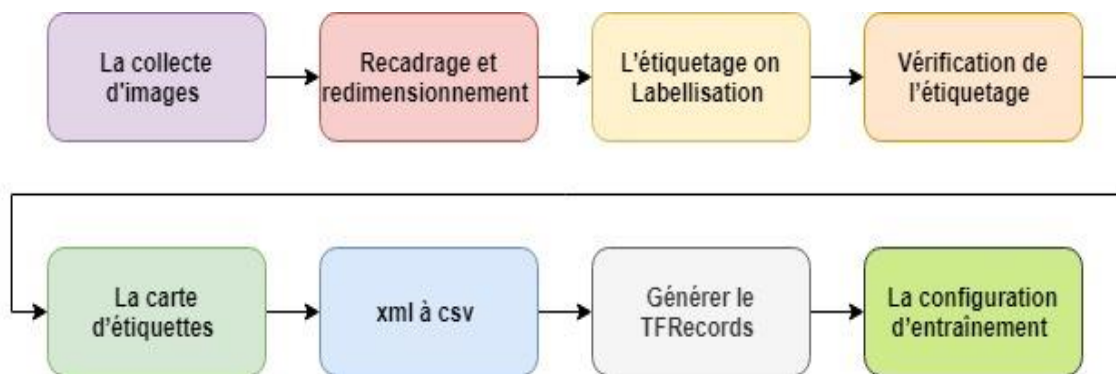 La collecte
d'images
Recadrage et
redimensionnement
L'étiquetage on
Labellisation
Vérification de
l'étiquetage
La carte
d'étiquettes
xml à csv
Générer le
TFRecords
La configuration
d'entraînement